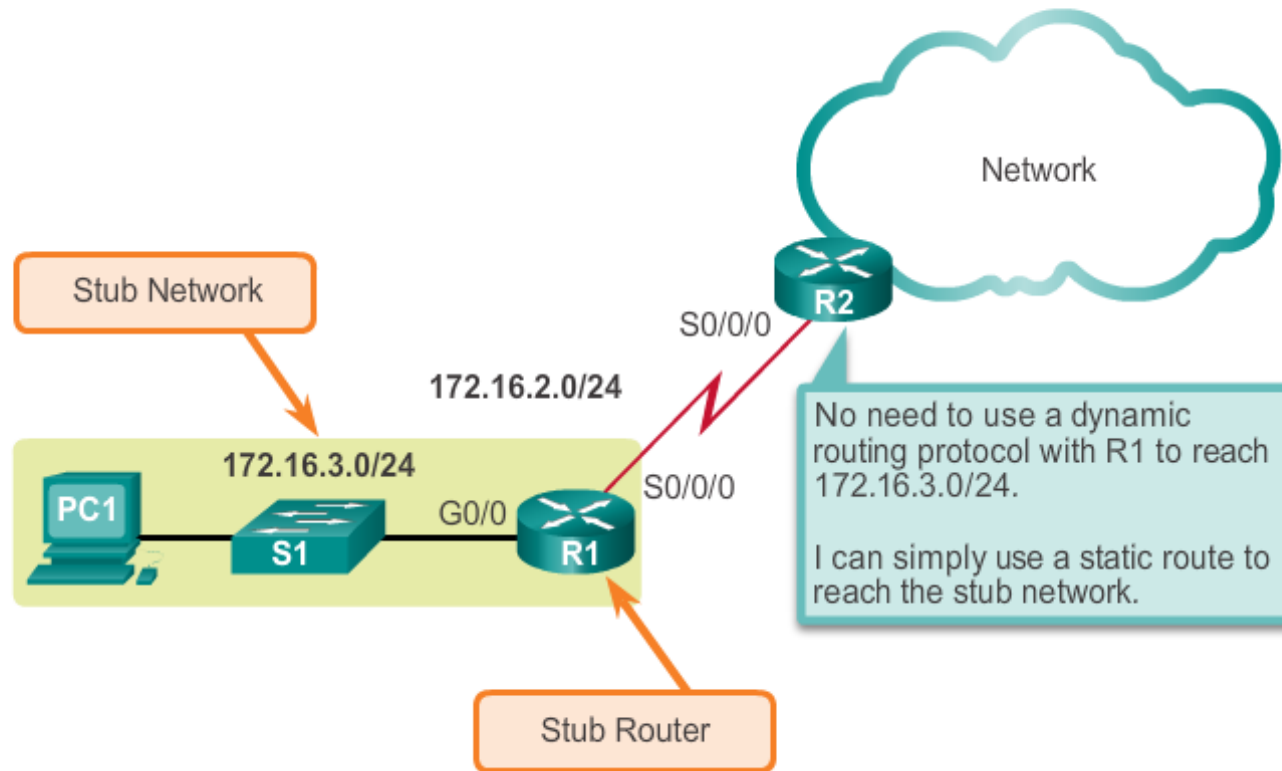 Network
Stub Network
R2
S0/0/0
172.16.2.0/24
No need to use a dynamic
routing protocol with R1 to reach
172.16.3.0/24.
I can simply use a static route to
reach the stub network.
172.16.3.0/24
S0/0/0
PC1
G0/0
S1
R1
Stub Router